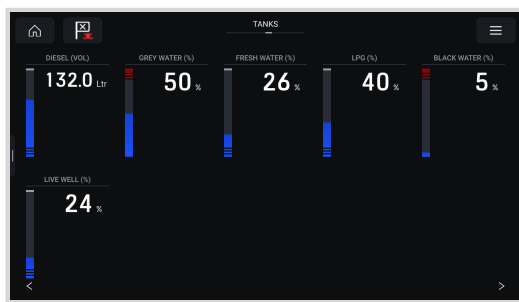 TANKS
DIESEL (VOL)
132.0 Ltr
GREY WATER (%)
50 %
FRESH WATER (%)
26 %
LPG (%)
40 %
BLACK WATER (%)
5 %
LIVE WELL (%)
24 %